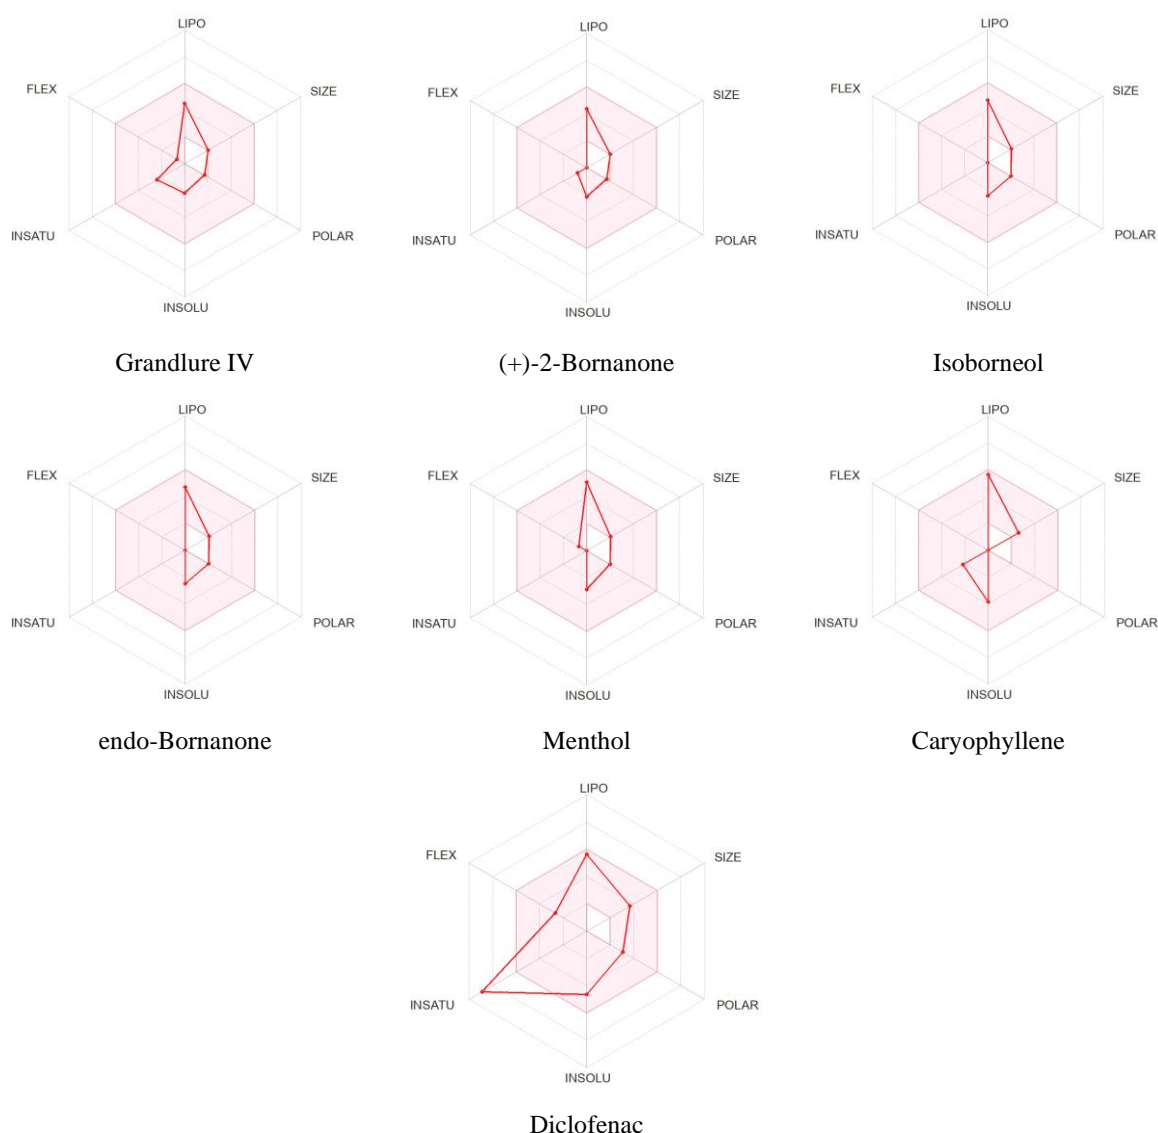 LIPO
FLEX
SIZE
INSATU
POLAR
INSOLU
Grandlure IV
LIPO
FLEX
SIZE
INSATU
POLAR
INSOLU
(+)-2-Bornanone
LIPO
FLEX
SIZE
INSATU
POLAR
INSOLU
Isoborneol
LIPO
FLEX
SIZE
INSATU
POLAR
INSOLU
endo-Bornanone
LIPO
FLEX
SIZE
INSATU
POLAR
INSOLU
Menthol
LIPO
FLEX
SIZE
INSATU
POLAR
INSOLU
Caryophyllene
LIPO
FLEX
SIZE
INSATU
POLAR
INSOLU
Diclofenac